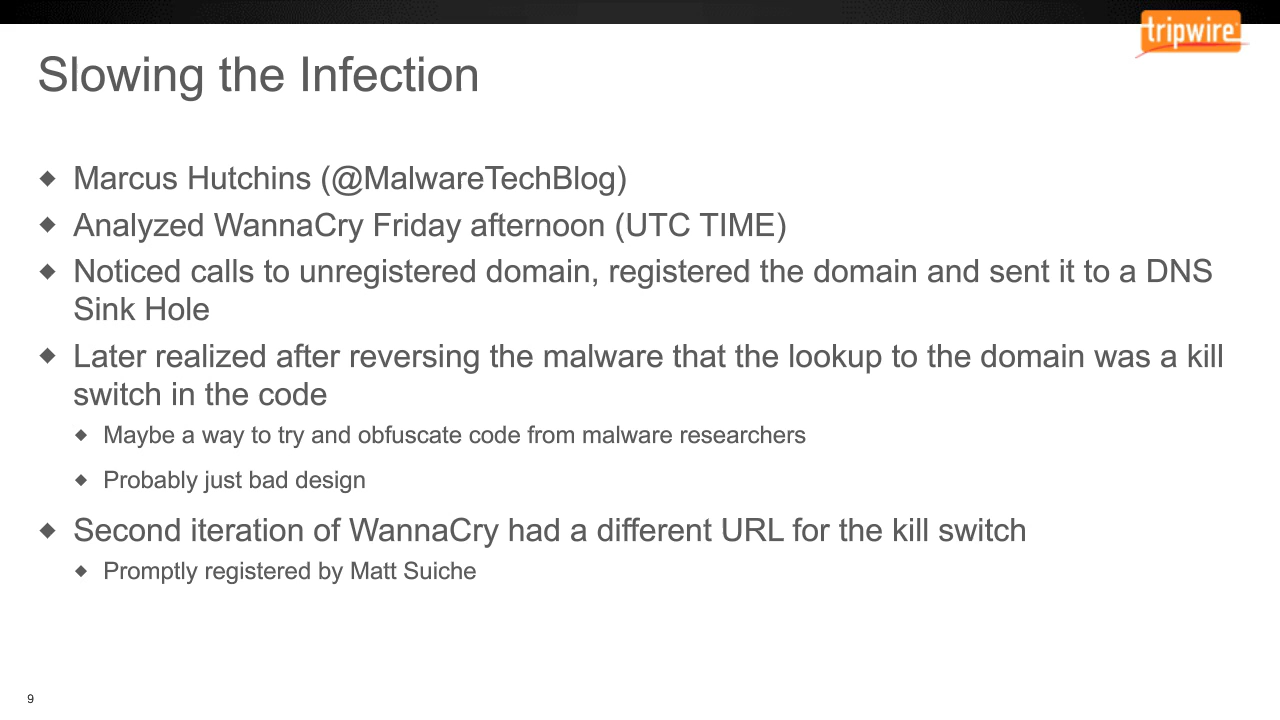 tripwire
Slowing the Infection
Marcus Hutchins (@MalwareTechBlog)
Analyzed WannaCry Friday afternoon (UTC TIME)
Noticed calls to unregistered domain, registered the domain and sent it to a DNS
Sink Hole
Later realized after reversing the malware that the lookup to the domain was a kill
switch in the code
Maybe a way to try and obfuscate code from malware researchers
Probably just bad design
Second iteration of WannaCry had a different URL for the kill switch
Promptly registered by Matt Suiche
9